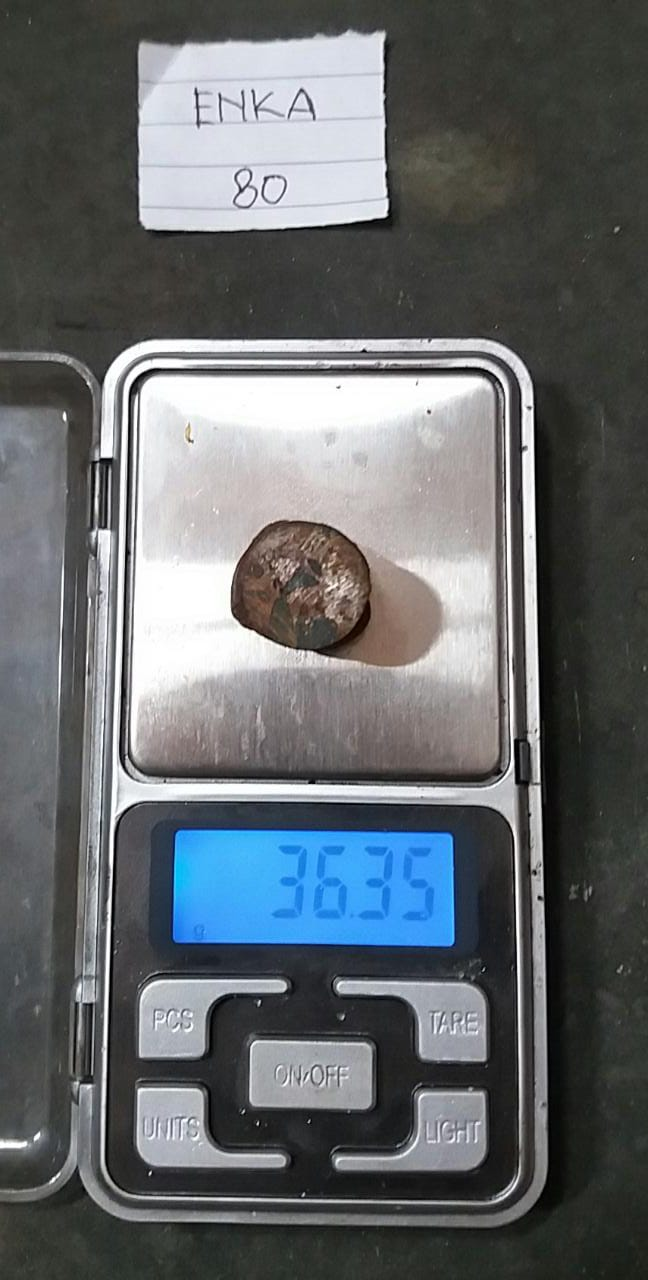 ENKA
80
36.35
g
PCS
TARE
ON/OFF
UNITS
LIGHT